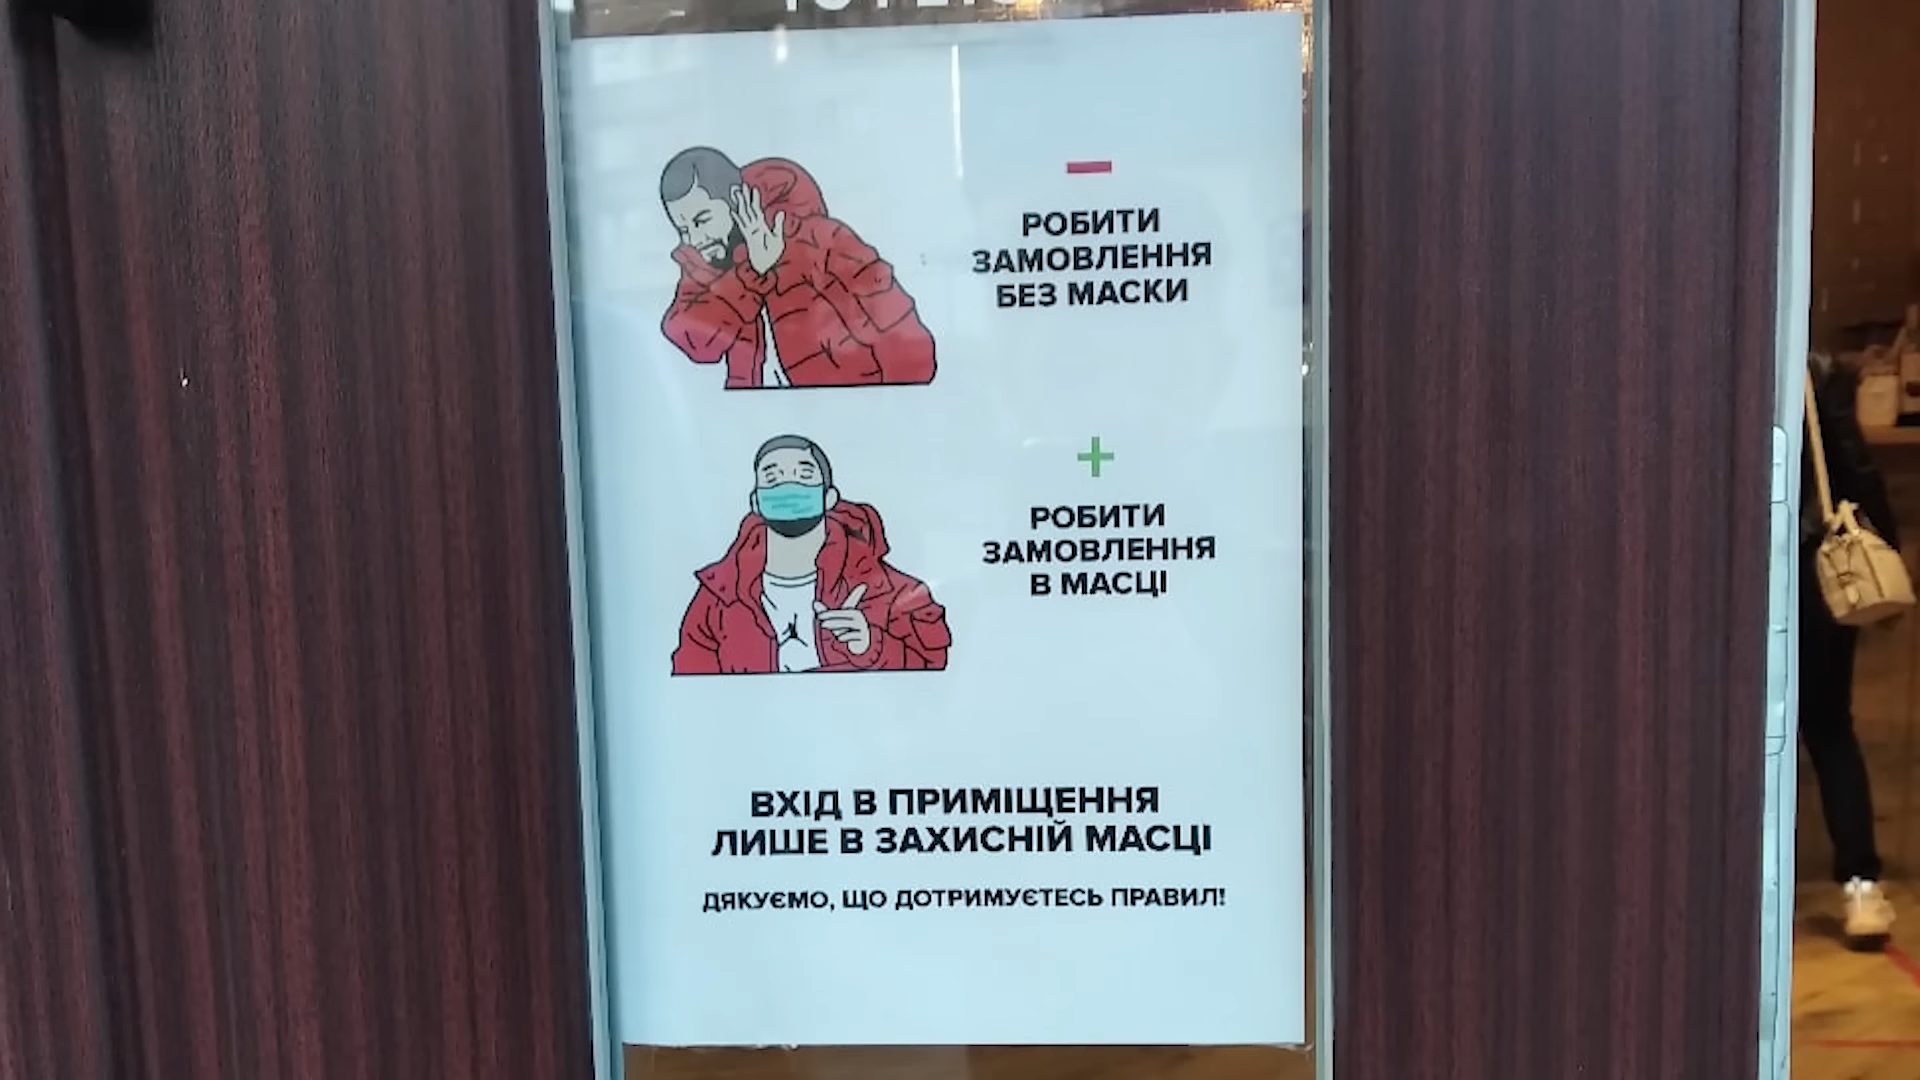 РОБИТИ
ЗАМОВЛЕННЯ
БЕЗ МАСКИ
РОБИТИ
ЗАМОВЛЕННЯ
В МАСЦІ
ВХІД В ПРИМІЩЕННЯ
ЛИШЕ В ЗАХИСНІЙ МАСЦІ
ДЯКУЄМО, ЩО ДОТРИМУЄТЕСЬ ПРАВИЛ!